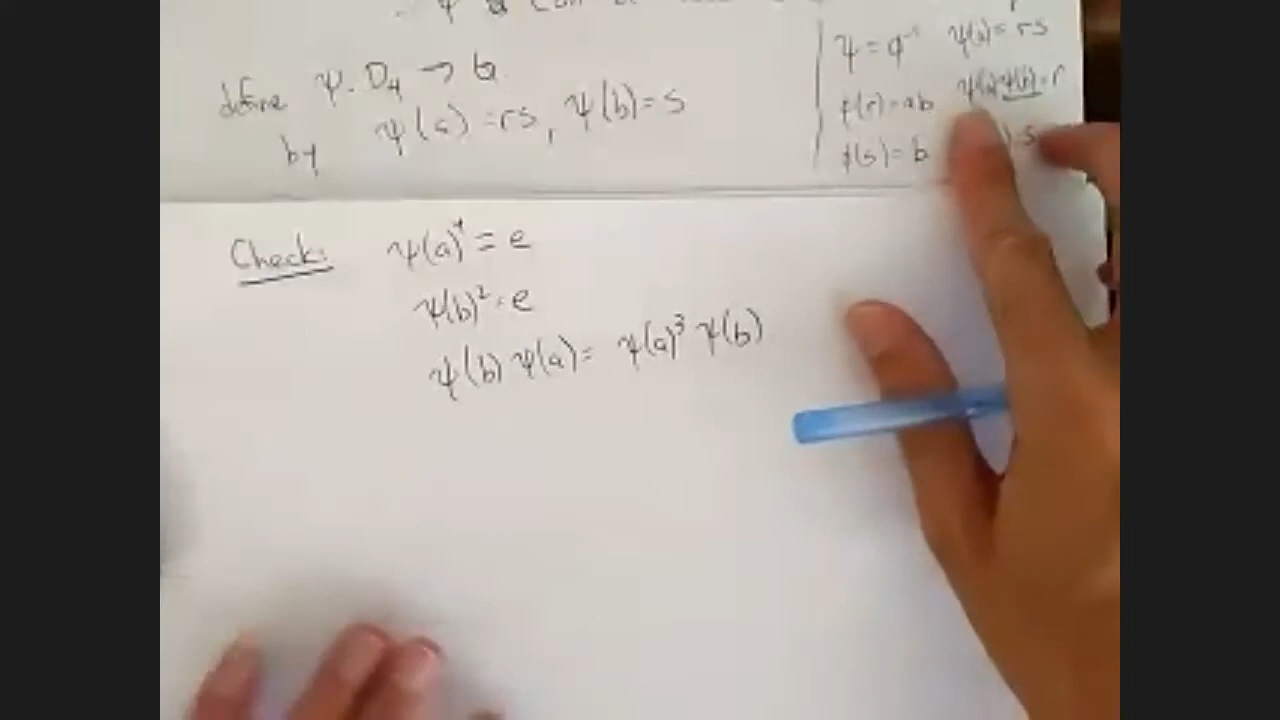 define ψ: D₄ → G
by ψ(a) = rs, ψ(b) = s
ψ = φ⁻¹ ψ(a) = rs
φ(r) = ab ψ(a)ψ(b) = r
φ(s) = b ) = s
Check:
ψ(a)⁴ = e
ψ(b)² = e
ψ(b) ψ(a) = ψ(a)³ ψ(b)